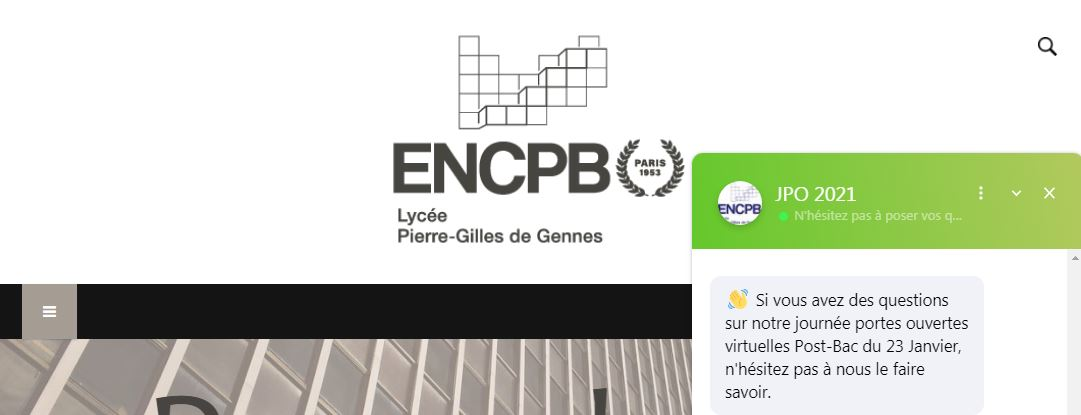 ENCPB
PARIS
1953
Lycée
Pierre-Gilles de Gennes
ENCPB
JPO 2021
N'hésitez pas à poser vos q...
👋 Si vous avez des questions
sur notre journée portes ouvertes
virtuelles Post-Bac du 23 Janvier,
n'hésitez pas à nous le faire
savoir.